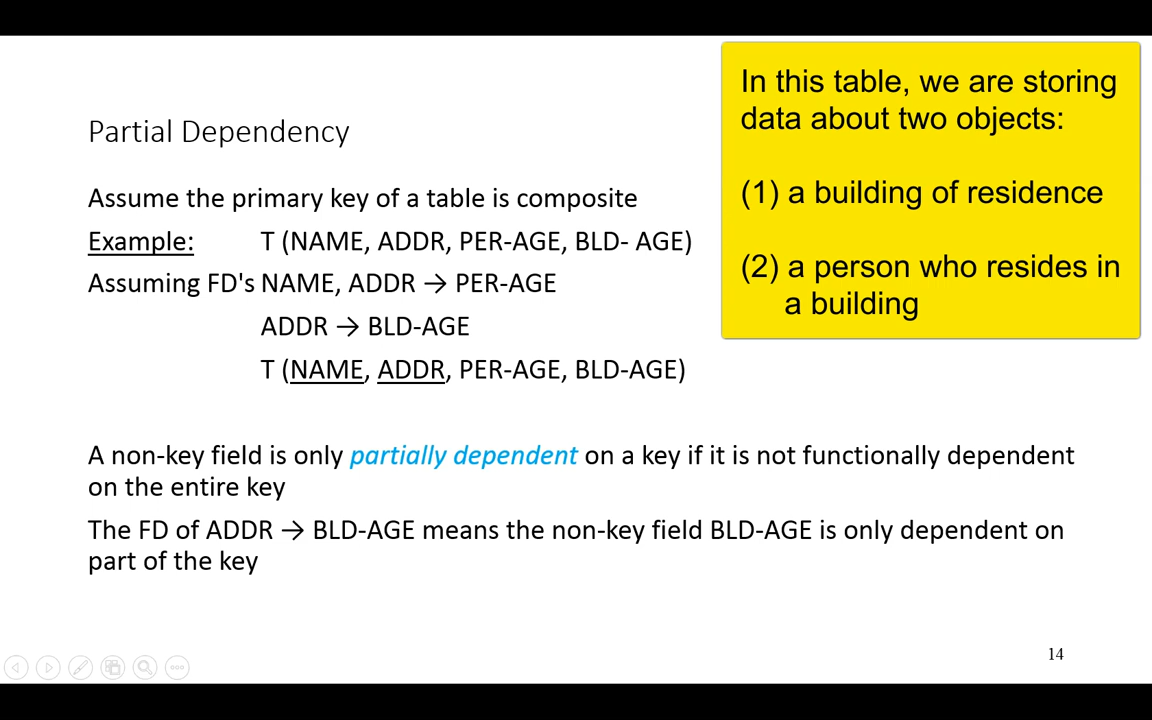 Partial Dependency
Assume the primary key of a table is composite
Example: T (NAME, ADDR, PER-AGE, BLD- AGE)
Assuming FD's NAME, ADDR → PER-AGE
ADDR → BLD-AGE
T (NAME, ADDR, PER-AGE, BLD-AGE)
A non-key field is only partially dependent on a key if it is not functionally dependent
on the entire key
The FD of ADDR → BLD-AGE means the non-key field BLD-AGE is only dependent on
part of the key
In this table, we are storing
data about two objects:
(1) a building of residence
(2) a person who resides in
a building
14